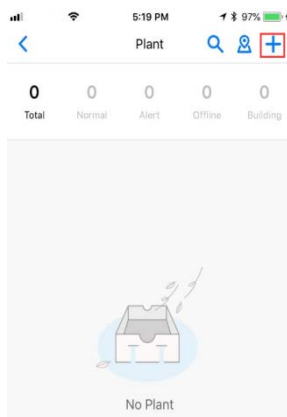 5:19 PM 97%
Plant
0 0 0 0 0
Total Normal Alert Offline Building
No Plant